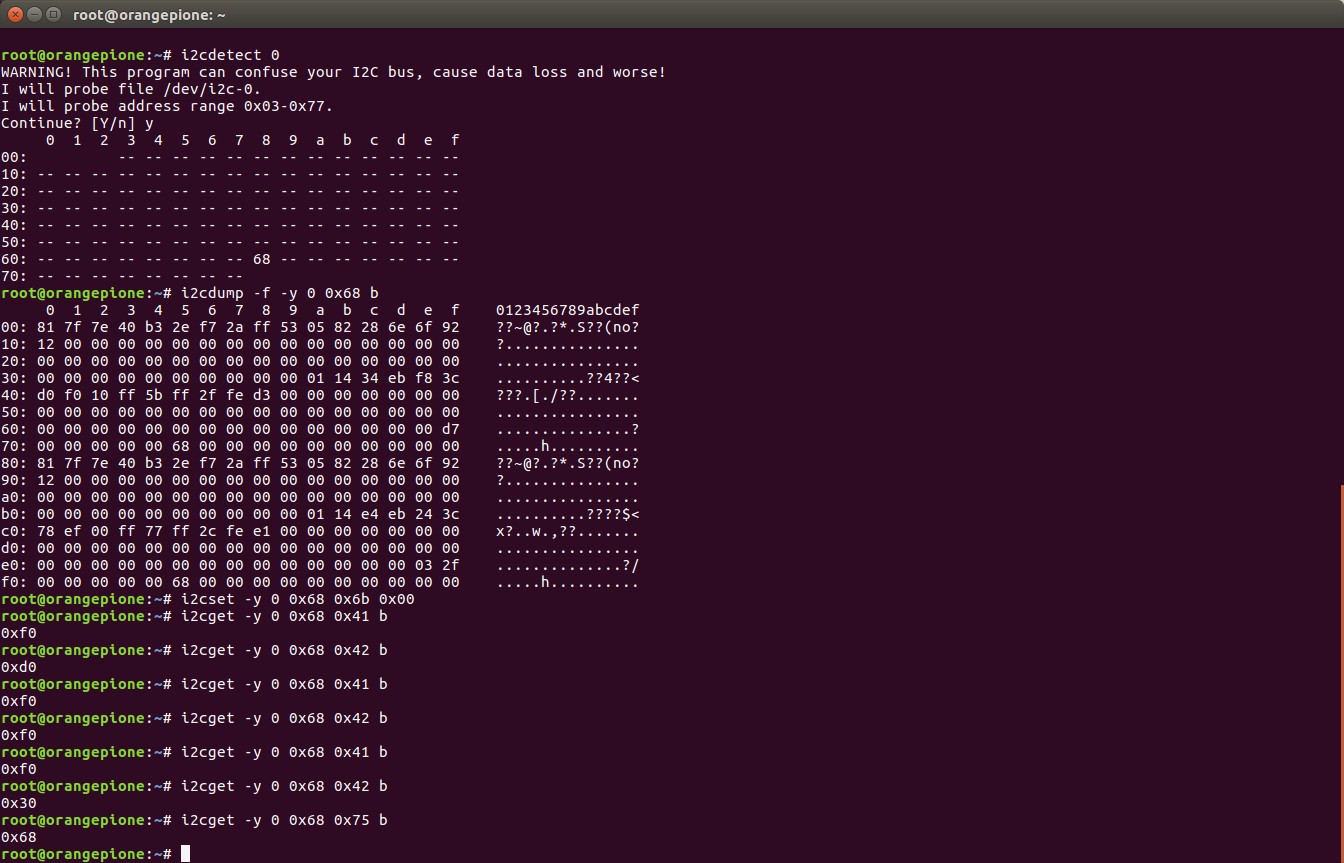 root@orangepione: ~
root@orangepione:~# i2cdetect 0
WARNING! This program can confuse your I2C bus, cause data loss and worse!
I will probe file /dev/i2c-0.
I will probe address range 0x03-0x77.
Continue? [Y/n] y
     0  1  2  3  4  5  6  7  8  9  a  b  c  d  e  f
00:          -- -- -- -- -- -- -- -- -- -- -- -- --
10: -- -- -- -- -- -- -- -- -- -- -- -- -- -- -- --
20: -- -- -- -- -- -- -- -- -- -- -- -- -- -- -- --
30: -- -- -- -- -- -- -- -- -- -- -- -- -- -- -- --
40: -- -- -- -- -- -- -- -- -- -- -- -- -- -- -- --
50: -- -- -- -- -- -- -- -- -- -- -- -- -- -- -- --
60: -- -- -- -- -- -- -- -- 68 -- -- -- -- -- -- --
70: -- -- -- -- -- -- -- --
root@orangepione:~# i2cdump -f -y 0 0x68 b
     0  1  2  3  4  5  6  7  8  9  a  b  c  d  e  f    0123456789abcdef
00: 81 7f 7e 40 b3 2e f7 2a ff 53 05 82 28 6e 6f 92    ??~@?.?*.S??(no?
10: 12 00 00 00 00 00 00 00 00 00 00 00 00 00 00 00    ?...............
20: 00 00 00 00 00 00 00 00 00 00 00 00 00 00 00 00    ................
30: 00 00 00 00 00 00 00 00 00 00 01 14 34 eb f8 3c    ..........??4??<
40: d0 f0 10 ff 5b ff 2f fe d3 00 00 00 00 00 00 00    ???.[./??.......
50: 00 00 00 00 00 00 00 00 00 00 00 00 00 00 00 00    ................
60: 00 00 00 00 00 00 00 00 00 00 00 00 00 00 00 d7    ...............?
70: 00 00 00 00 00 68 00 00 00 00 00 00 00 00 00 00    .....h..........
80: 81 7f 7e 40 b3 2e f7 2a ff 53 05 82 28 6e 6f 92    ??~@?.?*.S??(no?
90: 12 00 00 00 00 00 00 00 00 00 00 00 00 00 00 00    ?...............
a0: 00 00 00 00 00 00 00 00 00 00 00 00 00 00 00 00    ................
b0: 00 00 00 00 00 00 00 00 00 00 01 14 e4 eb 24 3c    ..........????$<
c0: 78 ef 00 ff 77 ff 2c fe e1 00 00 00 00 00 00 00    x?..w.,??.......
d0: 00 00 00 00 00 00 00 00 00 00 00 00 00 00 00 00    ................
e0: 00 00 00 00 00 00 00 00 00 00 00 00 00 00 03 2f    ..............?/
f0: 00 00 00 00 00 68 00 00 00 00 00 00 00 00 00 00    .....h..........
root@orangepione:~# i2cset -y 0 0x68 0x6b 0x00
root@orangepione:~# i2cget -y 0 0x68 0x41 b
0xf0
root@orangepione:~# i2cget -y 0 0x68 0x42 b
0xd0
root@orangepione:~# i2cget -y 0 0x68 0x41 b
0xf0
root@orangepione:~# i2cget -y 0 0x68 0x42 b
0xf0
root@orangepione:~# i2cget -y 0 0x68 0x41 b
0xf0
root@orangepione:~# i2cget -y 0 0x68 0x42 b
0x30
root@orangepione:~# i2cget -y 0 0x68 0x75 b
0x68
root@orangepione:~#